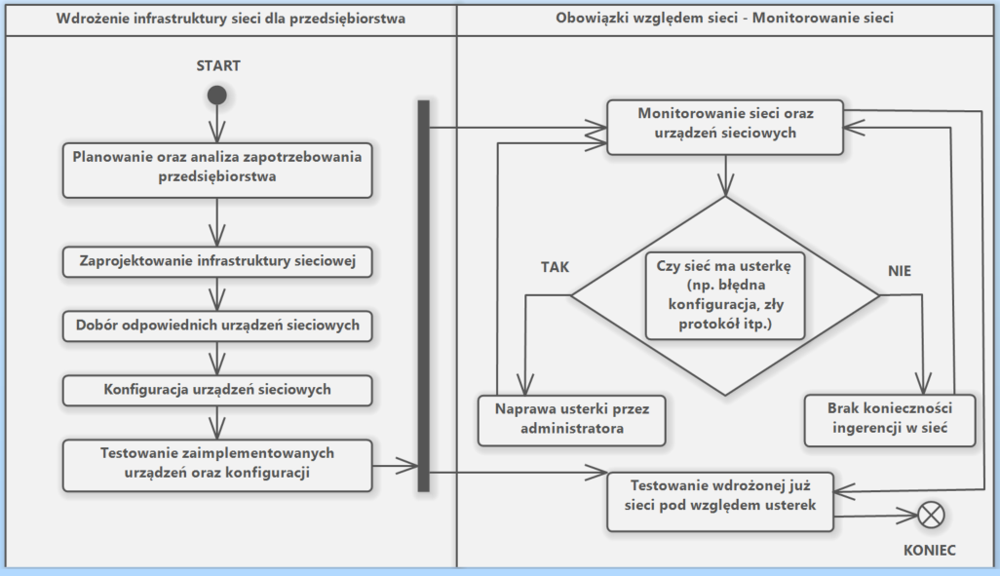 Wdrożenie infrastruktury sieci dla przedsiębiorstwa
Obowiązki względem sieci - Monitorowanie sieci
START
Planowanie oraz analiza zapotrzebowania
przedsiębiorstwa
Zaprojektowanie infrastruktury sieciowej
Dobór odpowiednich urządzeń sieciowych
Konfiguracja urządzeń sieciowych
Testowanie zaimplementowanych
urządzeń oraz konfiguracji
Monitorowanie sieci oraz
urządzeń sieciowych
TAK
Czy sieć ma usterkę
(np. błędna
konfiguracja, zły
protokół itp.)
NIE
Naprawa usterki przez
administratora
Brak konieczności
ingerencji w sieć
Testowanie wdrożonej już
sieci pod względem usterek
KONIEC